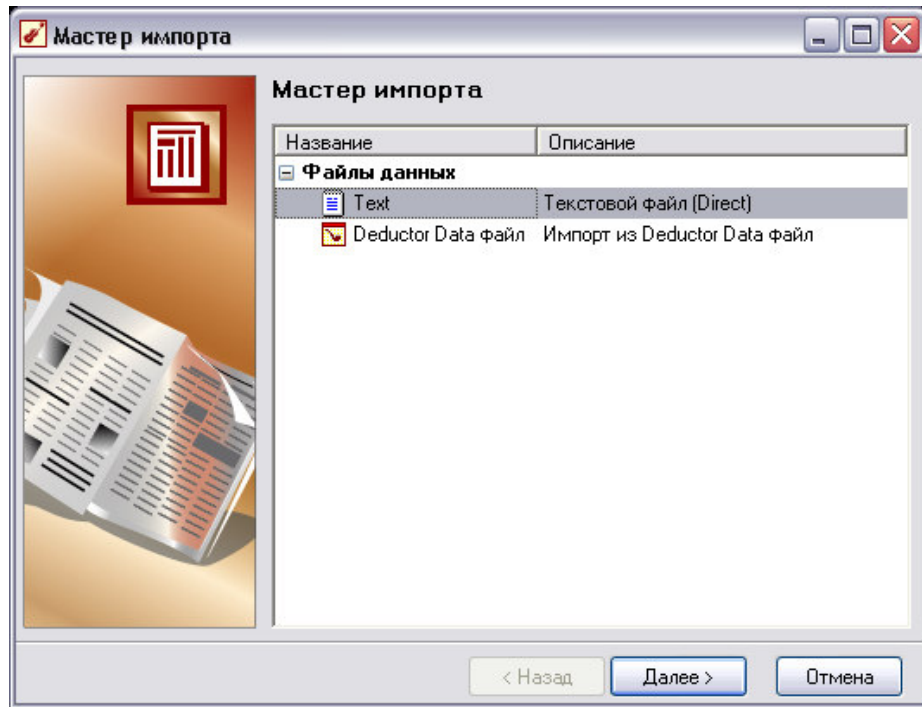 Мастер импорта
Мастер импорта
Название Описание
Файлы данных
Text Текстовой файл (Direct)
Deductor Data файл Импорт из Deductor Data файл
< Назад Далее > Отмена